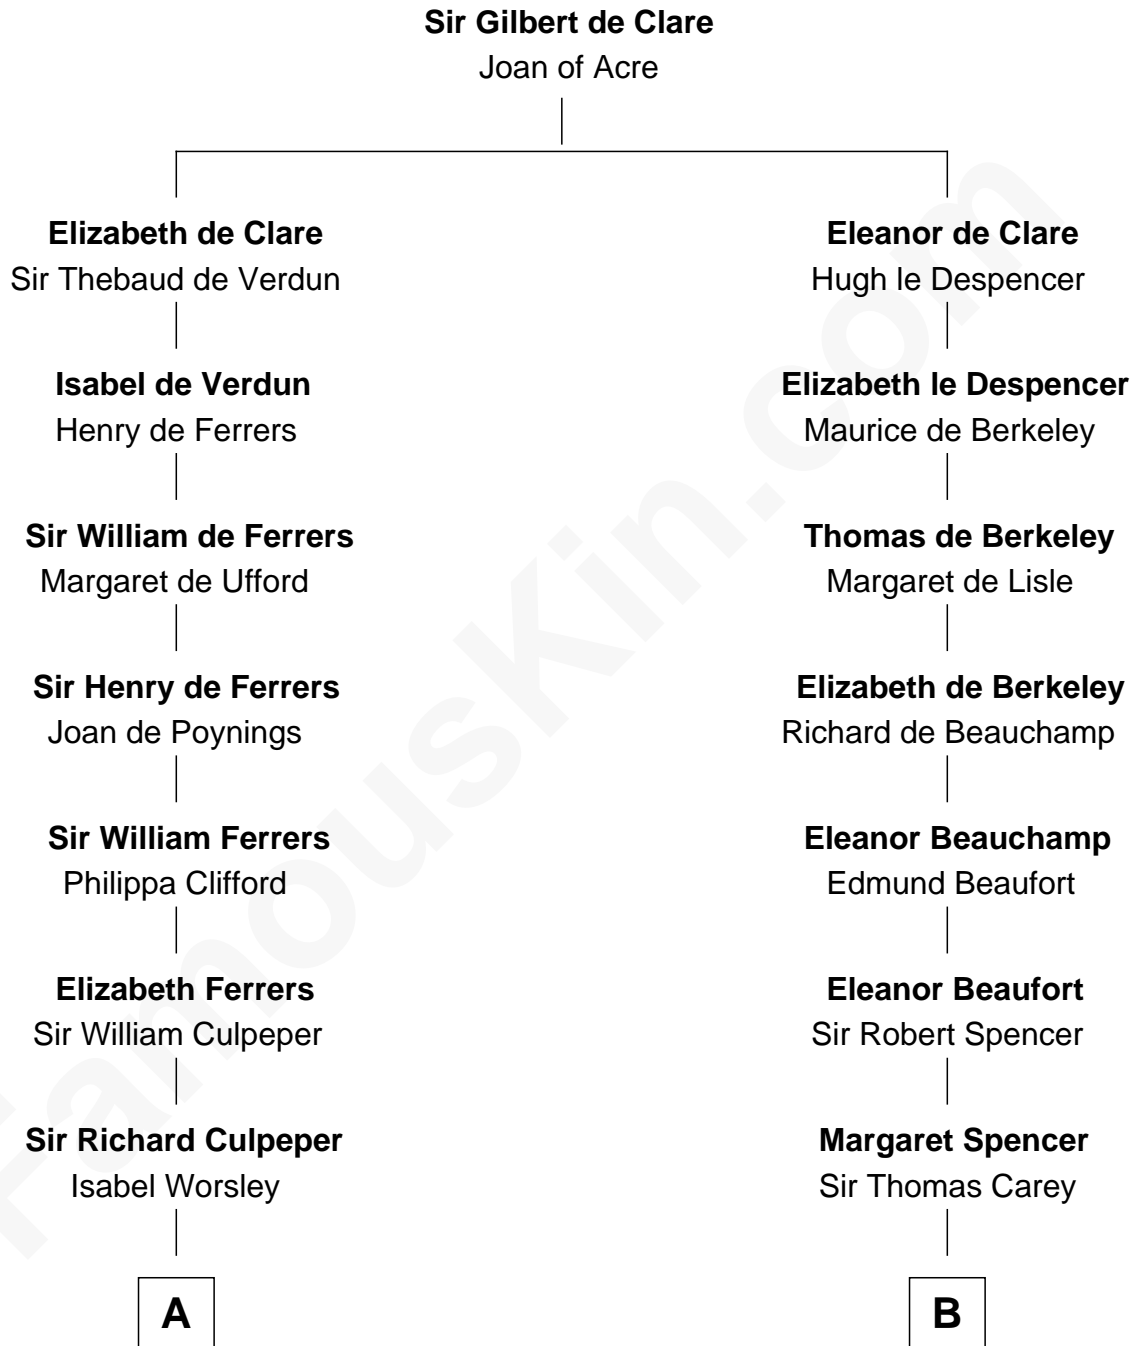 Sir Gilbert de Clare
Joan of Acre
Elizabeth de Clare
Sir Thebaud de Verdun
Eleanor de Clare
Hugh le Despencer
Isabel de Verdun
Henry de Ferrers
Elizabeth le Despencer
Maurice de Berkeley
Sir William de Ferrers
Margaret de Ufford
Thomas de Berkeley
Margaret de Lisle
Sir Henry de Ferrers
Joan de Poynings
Elizabeth de Berkeley
Richard de Beauchamp
Sir William Ferrers
Philippa Clifford
Eleanor Beauchamp
Edmund Beaufort
Elizabeth Ferrers
Sir William Culpeper
Eleanor Beaufort
Sir Robert Spencer
Sir Richard Culpeper
Isabel Worsley
Margaret Spencer
Sir Thomas Carey
A
B
FamousKin.com